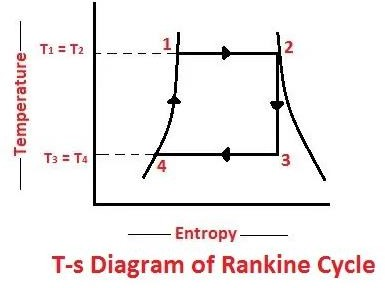 1
2
T1 = T2
Temperature
T3 = T4
4
3
Entropy
T-s Diagram of Rankine Cycle